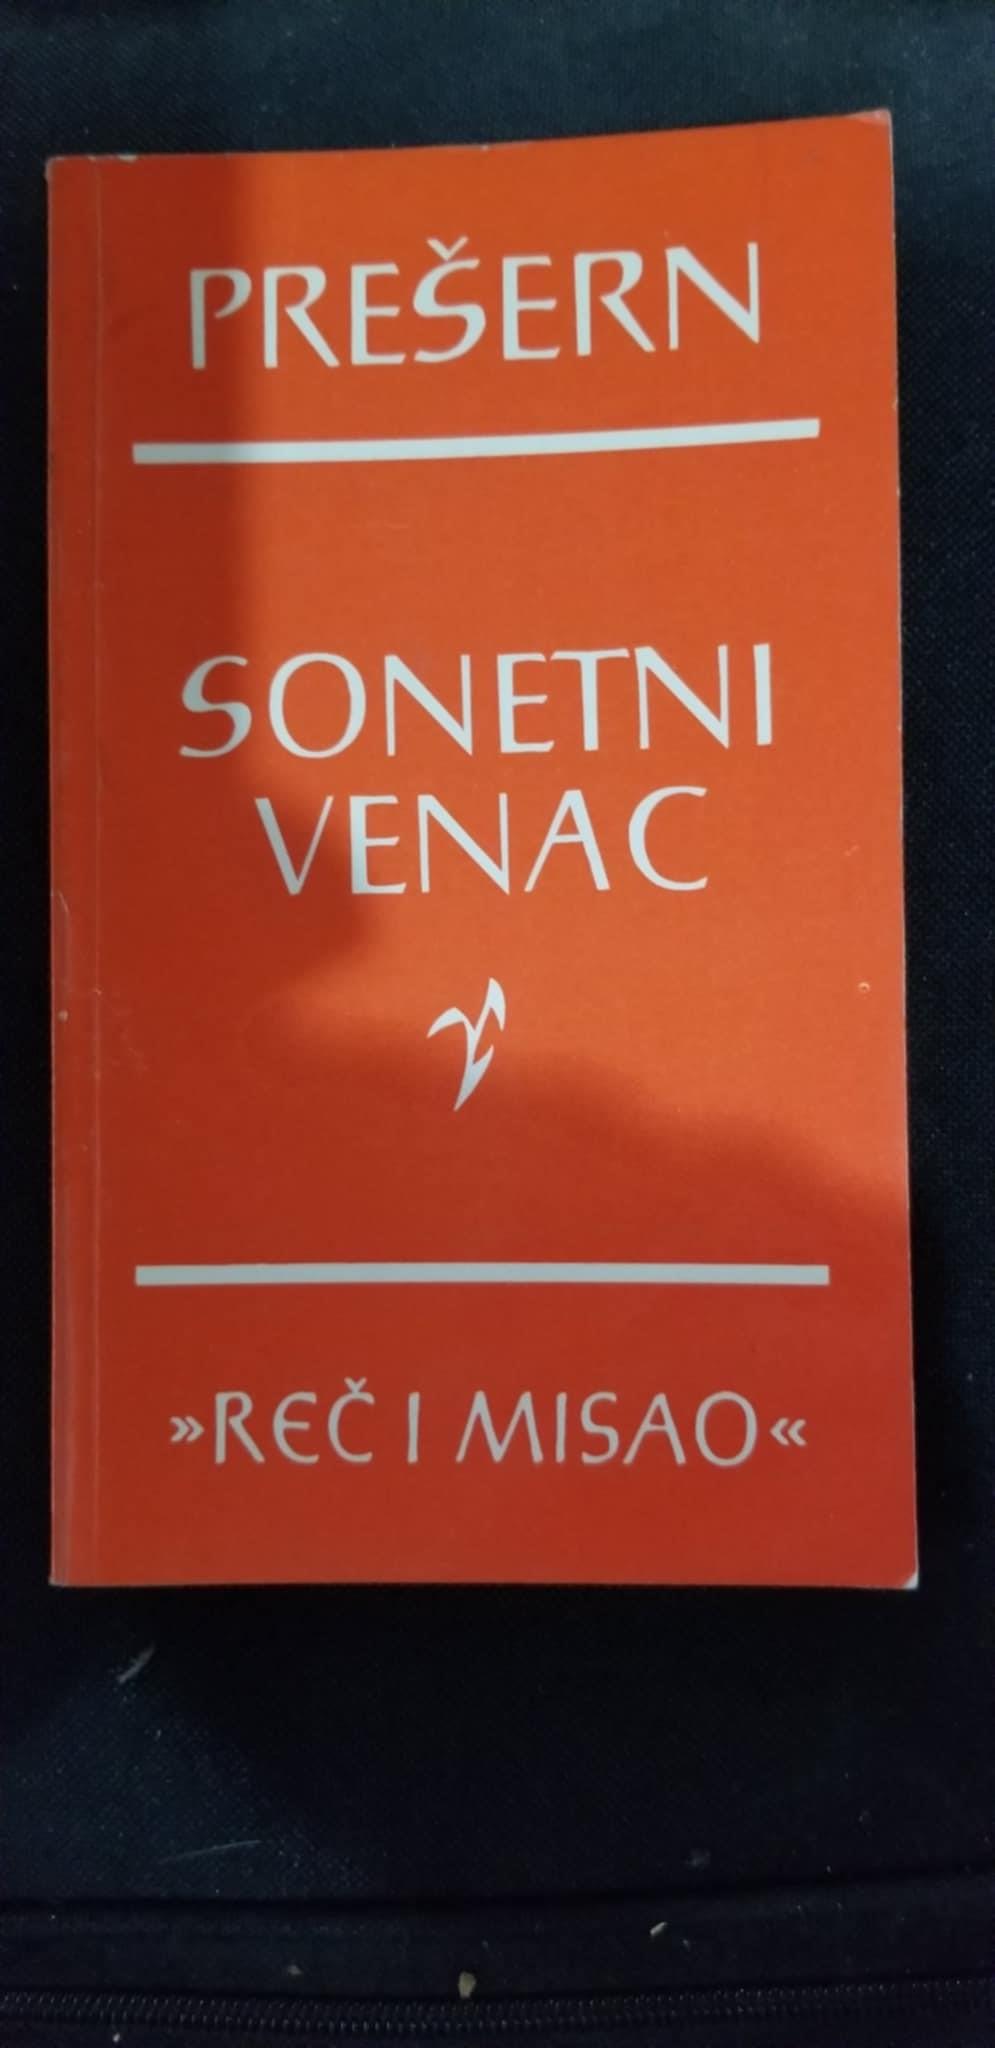 PREŠERN
SONETNI
VENAC
»REČ I MISAO«